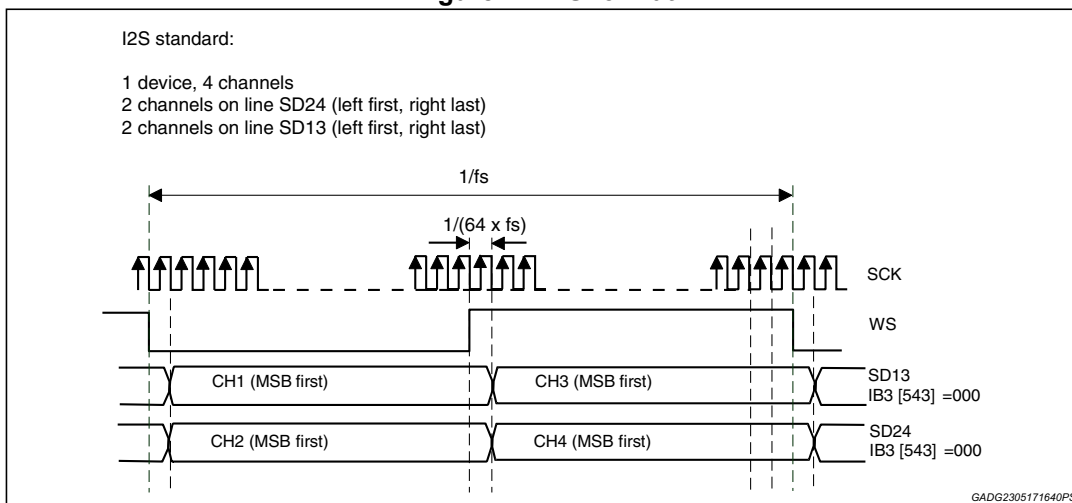 I2S standard:
1 device, 4 channels
2 channels on line SD24 (left first, right last)
2 channels on line SD13 (left first, right last)
1/fs
1/(64 x fs)
SCK
WS
CH1 (MSB first)
CH3 (MSB first)
SD13
IB3 [543] =000
CH2 (MSB first)
CH4 (MSB first)
SD24
IB3 [543] =000